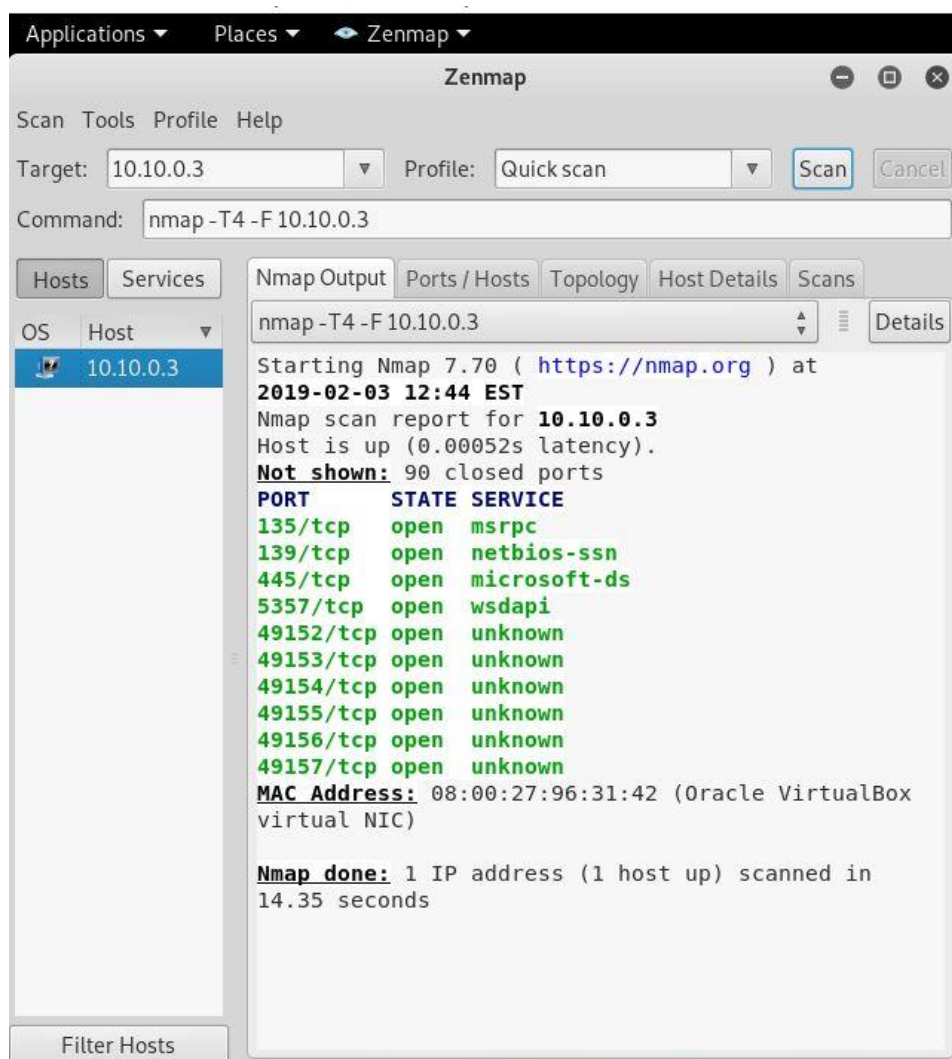 Applications Places Zenmap
Zenmap
Scan Tools Profile Help
Target: 10.10.0.3 Profile: Quick scan Scan Cancel
Command: nmap -T4 -F 10.10.0.3
Hosts Services Nmap Output Ports / Hosts Topology Host Details Scans
OS Host nmap -T4 -F 10.10.0.3 Details
10.10.0.3
Starting Nmap 7.70 ( https://nmap.org ) at
2019-02-03 12:44 EST
Nmap scan report for 10.10.0.3
Host is up (0.00052s latency).
Not shown: 90 closed ports
PORT STATE SERVICE
135/tcp open msrpc
139/tcp open netbios-ssn
445/tcp open microsoft-ds
5357/tcp open wsdapi
49152/tcp open unknown
49153/tcp open unknown
49154/tcp open unknown
49155/tcp open unknown
49156/tcp open unknown
49157/tcp open unknown
MAC Address: 08:00:27:96:31:42 (Oracle VirtualBox
virtual NIC)
Nmap done: 1 IP address (1 host up) scanned in
14.35 seconds
Filter Hosts